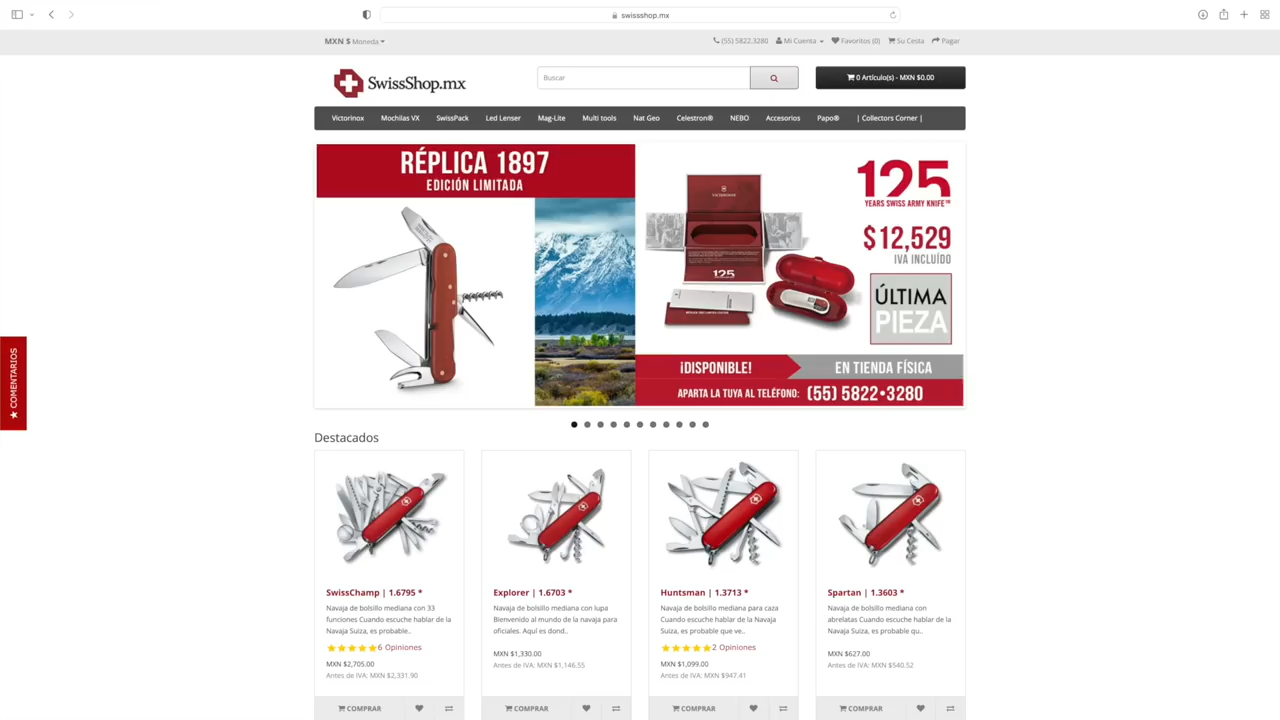 swissshop.mx
MXN $ Moneda
(55) 5822.3280 Mi Cuenta Favoritos (0) Su Cesta Pagar
SwissShop.mx
Buscar
0 Artículo(s) - MXN $0.00
Victorinox Mochilas VX SwissPack Led Lenser Mag-Lite Multi tools Nat Geo Celestron® NEBO Accesorios Papo® | Collectors Corner |
RÉPLICA 1897
EDICIÓN LIMITADA
125
YEARS SWISS ARMY KNIFE™
$12,529
IVA INCLUÍDO
ÚLTIMA
PIEZA
VICTORINOX
125
¡DISPONIBLE! EN TIENDA FÍSICA
APARTA LA TUYA AL TELÉFONO: (55) 5822•3280
★ COMENTARIOS
Destacados
SwissChamp | 1.6795 *
Navaja de bolsillo mediana con 33
funciones Cuando escuche hablar de la
Navaja Suiza, es probable..
6 Opiniones
MXN $2,705.00
Antes de IVA: MXN $2,331.90
COMPRAR
Explorer | 1.6703 *
Navaja de bolsillo mediana con lupa
Bienvenido al mundo de la navaja para
oficiales. Aquí es dond..
MXN $1,330.00
Antes de IVA: MXN $1,146.55
COMPRAR
Huntsman | 1.3713 *
Navaja de bolsillo mediana para caza
Cuando escuche hablar de la Navaja
Suiza, es probable que ve..
2 Opiniones
MXN $1,099.00
Antes de IVA: MXN $947.41
COMPRAR
Spartan | 1.3603 *
Navaja de bolsillo mediana con
abrelatas Cuando escuche hablar de la
Navaja Suiza, es probable qu..
MXN $627.00
Antes de IVA: MXN $540.52
COMPRAR